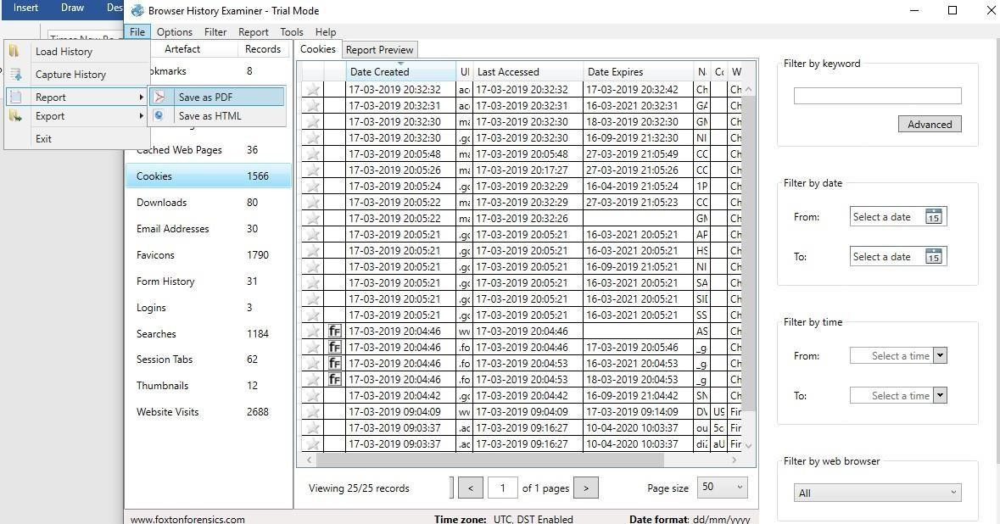 Insert Draw Des
Browser History Examiner - Trial Mode
File Options Filter Report Tools Help
Load History
Capture History
Report
Export
Exit
Save as PDF
Save as HTML
Artefact Records
okmarks 8
Cached Web Pages 36
Cookies 1566
Downloads 80
Email Addresses 30
Favicons 1790
Form History 31
Logins 3
Searches 1184
Session Tabs 62
Thumbnails 12
Website Visits 2688
Cookies Report Preview
Date Created Last Accessed Date Expires N Cc W
17-03-2019 20:32:32 ac 17-03-2019 20:32:32 17-03-2019 20:32:42 Ch
17-03-2019 20:32:31 ac 17-03-2019 20:32:31 16-03-2021 20:32:31 GA Ch
17-03-2019 20:32:30 ma 17-03-2019 20:32:30 18-03-2019 20:32:30 Ch
17-03-2019 20:32:30 .gc 17-03-2019 20:32:30 16-09-2019 21:32:30 NI Ch
17-03-2019 20:05:48 ma 17-03-2019 20:05:48 27-03-2019 21:05:49 CC Ch
17-03-2019 20:05:26 ma 17-03-2019 20:17:27 27-03-2019 21:05:26 CC Ch
17-03-2019 20:05:24 .gc 17-03-2019 20:32:29 16-04-2019 21:05:24 1P Ch
17-03-2019 20:05:22 ma 17-03-2019 20:32:29 27-03-2019 21:05:23 CC Ch
17-03-2019 20:05:22 ma 17-03-2019 20:32:26 Ch
17-03-2019 20:05:21 .gc 17-03-2019 20:05:21 16-03-2021 20:05:21 AP Ch
17-03-2019 20:05:21 .gc 17-03-2019 20:05:21 16-03-2021 20:05:21 HS Ch
17-03-2019 20:05:21 .gc 17-03-2019 20:05:21 16-03-2021 20:05:21 NI Ch
17-03-2019 20:05:21 .gc 17-03-2019 20:05:21 16-03-2021 20:05:21 SA Ch
17-03-2019 20:05:21 .gc 17-03-2019 20:05:21 16-03-2021 20:05:21 SID Ch
17-03-2019 20:05:21 .gc 17-03-2019 20:05:21 16-03-2021 20:05:21 SS Ch
fF 17-03-2019 20:04:46 17-03-2019 20:04:46 AS Ch
fF 17-03-2019 20:04:46 .fo 17-03-2019 20:04:46 17-03-2019 20:05:46 _g Ch
fF 17-03-2019 20:04:46 .fo 17-03-2019 20:04:53 16-03-2021 20:04:53 _g Ch
fF 17-03-2019 20:04:46 .fo 17-03-2019 20:04:53 18-03-2019 20:04:53 _g Ch
17-03-2019 20:04:42 .gc 17-03-2019 20:04:42 16-09-2019 21:04:42 SN Ch
17-03-2019 09:04:09 17-03-2019 09:04:09 17-03-2019 09:14:09 DV U9 Fir
17-03-2019 09:03:37 .ac 17-03-2019 09:16:27 10-04-2020 10:03:37 ou 5c Fir
17-03-2019 09:03:37 .ac 17-03-2019 09:16:27 10-04-2020 10:03:37 di2 aU Fir
Viewing 25/25 records < 1 of 1 pages > Page size 50
www.foxtonforensics.com Time zone: UTC, DST Enabled Date format: dd/mm/yyyy
Filter by keyword
Advanced
Filter by date
From: Select a date 15
To: Select a date 15
Filter by time
From: Select a time
To: Select a time
Filter by web browser
All